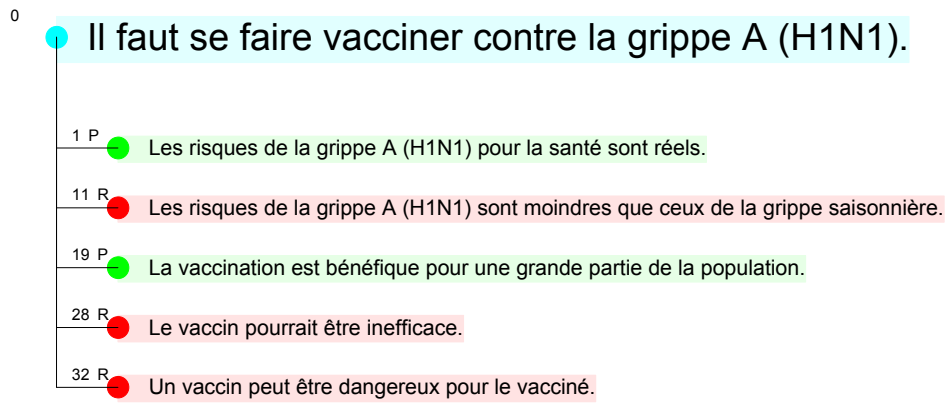 0
Il faut se faire vacciner contre la grippe A (H1N1).
1 P
Les risques de la grippe A (H1N1) pour la santé sont réels.
11 R
Les risques de la grippe A (H1N1) sont moindres que ceux de la grippe saisonnière.
19 P
La vaccination est bénéfique pour une grande partie de la population.
28 R
Le vaccin pourrait être inefficace.
32 R
Un vaccin peut être dangereux pour le vacciné.